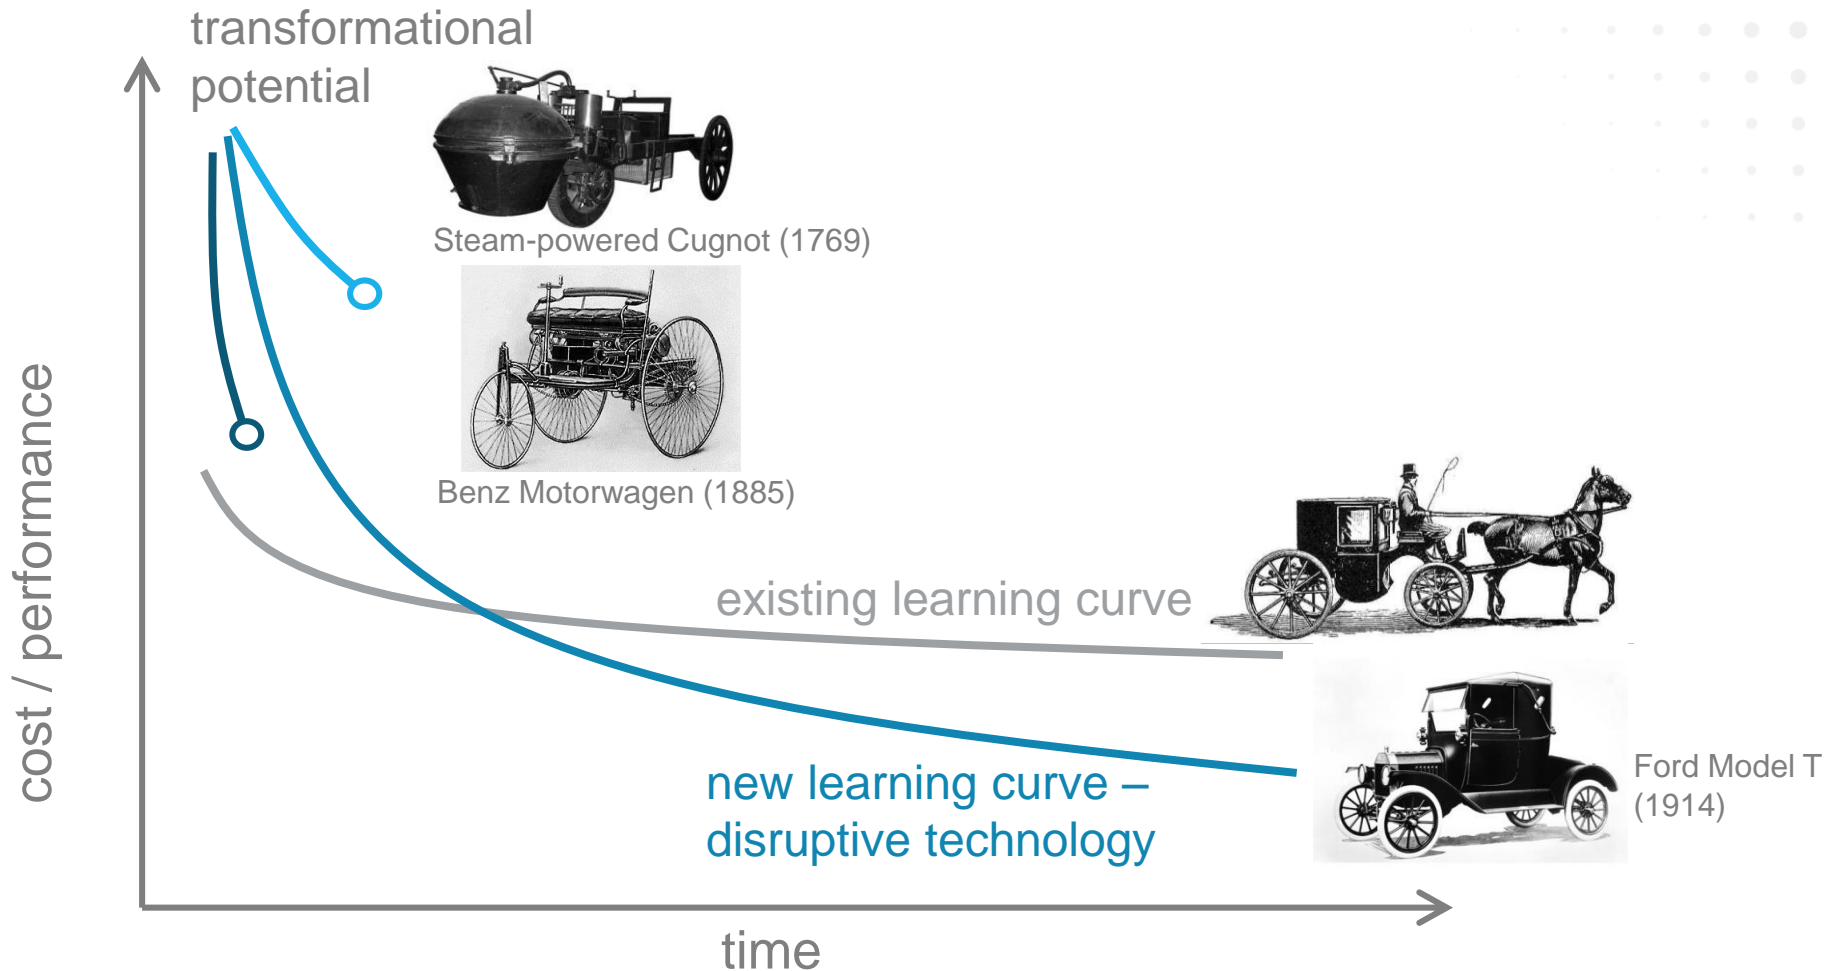 transformational
potential
Steam-powered Cugnot (1769)
Benz Motorwagen (1885)
cost / performance
existing learning curve
new learning curve –
disruptive technology
Ford Model T
(1914)
time